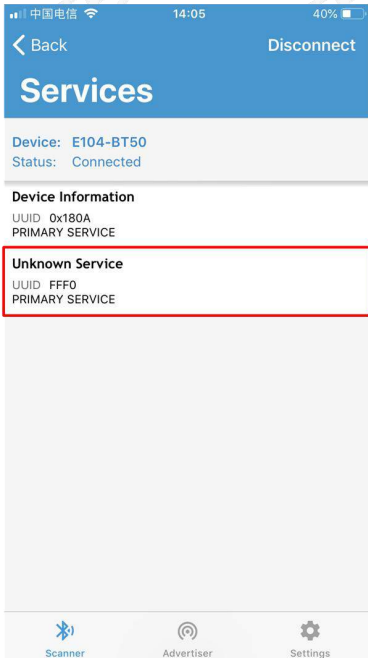 中国电信 14:05 40%
Back Disconnect
Services
Device: E104-BT50
Status: Connected
Device Information
UUID 0x180A
PRIMARY SERVICE
Unknown Service
UUID FFF0
PRIMARY SERVICE
Scanner Advertiser Settings